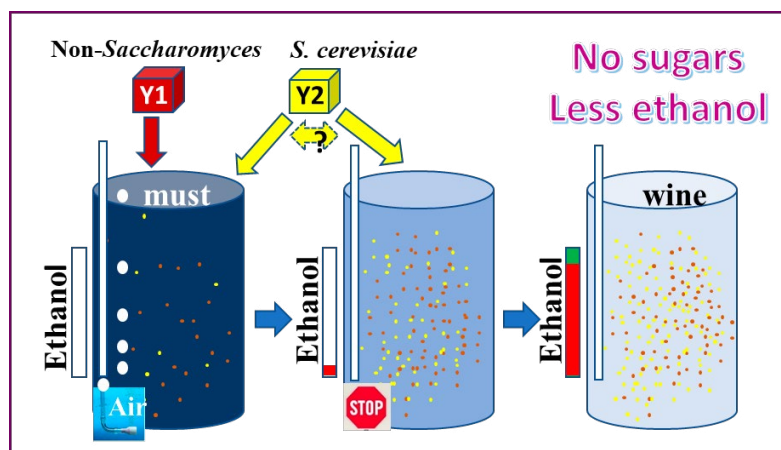 Non-Saccharomyces
S. cerevisiae
No sugars
Less ethanol
Y1
Y2
?
must
wine
Ethanol
Ethanol
Ethanol
Air
STOP